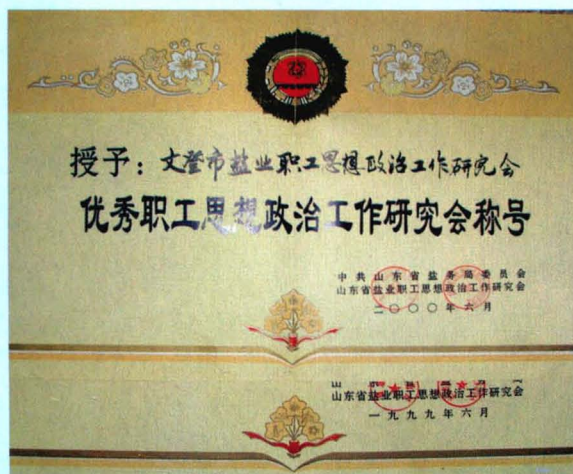 授予：文登市盐业职工思想政治工作研究会
优秀职工思想政治工作研究会称号
中共山东省盐务局委员会
山东省盐业职工思想政治工作研究会
二〇〇〇年六月
山东省盐业职工思想政治工作研究会
一九九九年六月